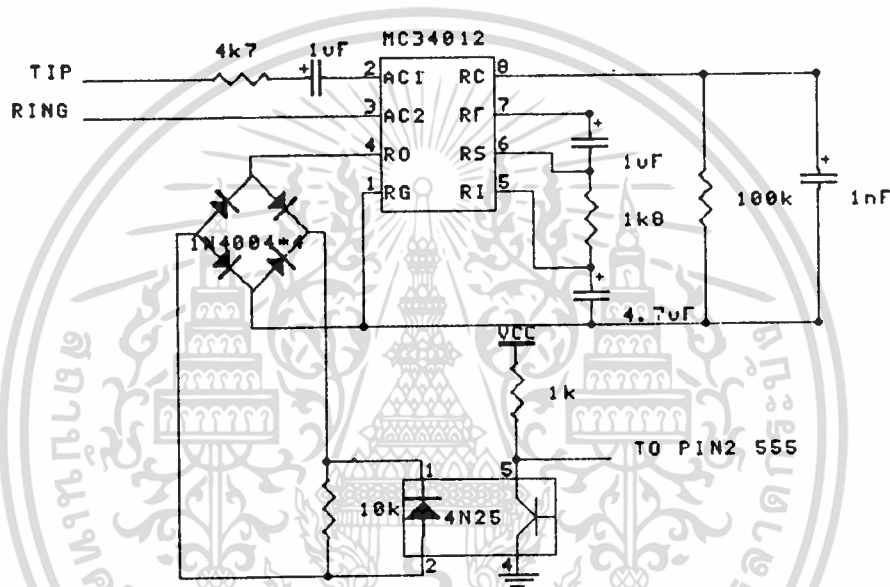 MC34012
4k7
1uF
TIP
RING
2 AC1
RC 8
3 AC2
RF 7
4 RO
RS 6
1 RG
RI 5
+
+
+
+
1uF
1k8
100k
1nF
1N4004*4
4.7uF
VCC
1k
TO PIN2 555
1
5
10k
4N25
2
4